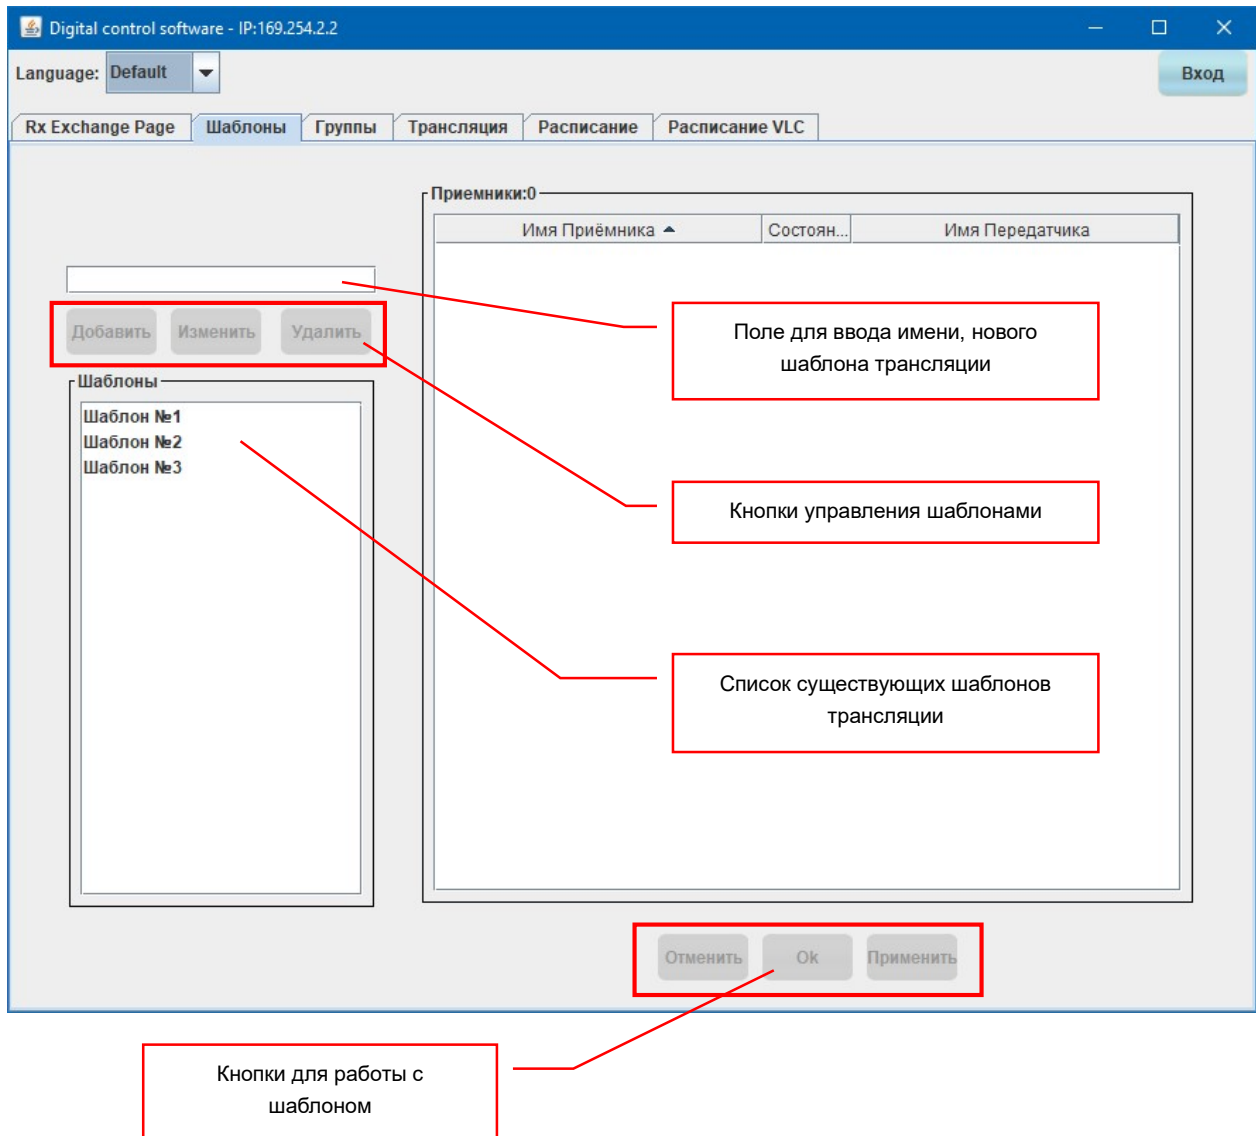 Digital control software - IP:169.254.2.2
Language: Default
Вход
Rx Exchange Page Шаблоны Группы Трансляция Расписание Расписание VLC
Приемники:0
Имя Приёмника Состоян... Имя Передатчика
Добавить Изменить Удалить
Шаблоны
Шаблон №1
Шаблон №2
Шаблон №3
Поле для ввода имени, нового
шаблона трансляции
Кнопки управления шаблонами
Список существующих шаблонов
трансляции
Отменить Ok Применить
Кнопки для работы с
шаблоном